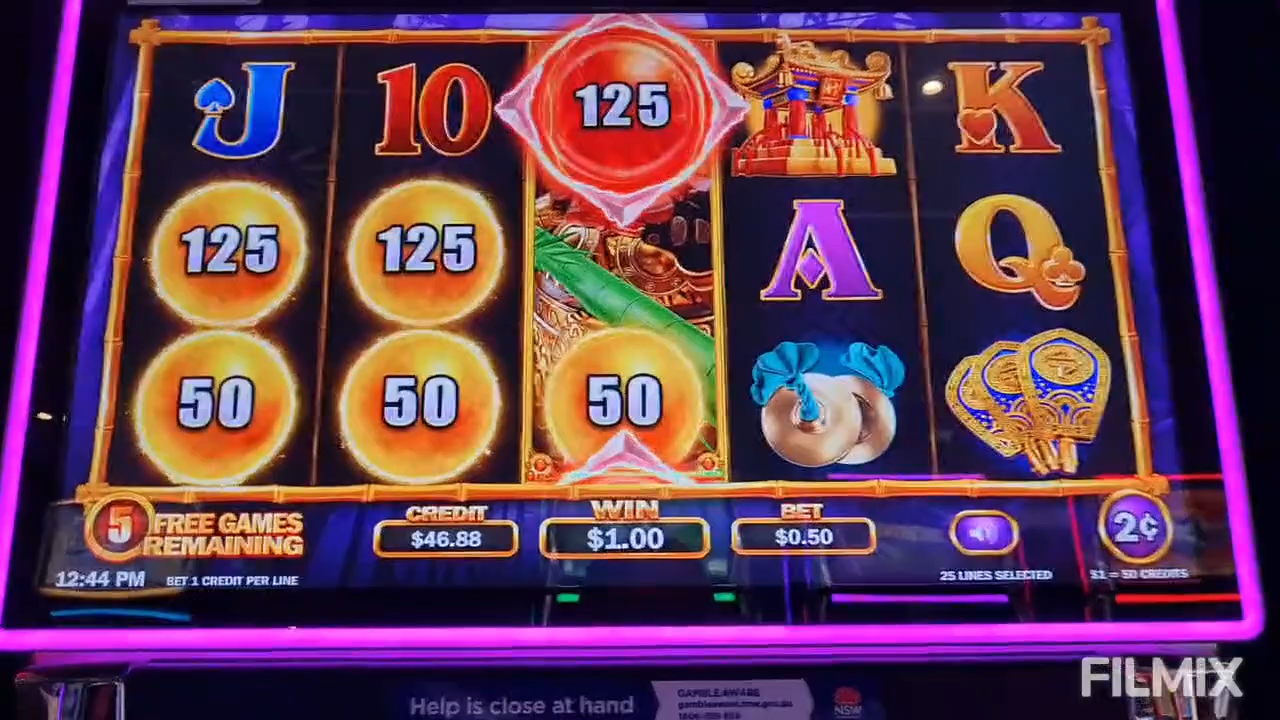 J 10 125 K
125 125 A Q
50 50 50
5 FREE GAMES REMAINING
CREDIT
$46.88
WIN
$1.00
BET
$0.50
2¢
12:44 PM
BET 1 CREDIT PER LINE
25 LINES SELECTED
$1 = 50 CREDITS
Help is close at hand
GAMBLEAWARE
NSW
FILMIX